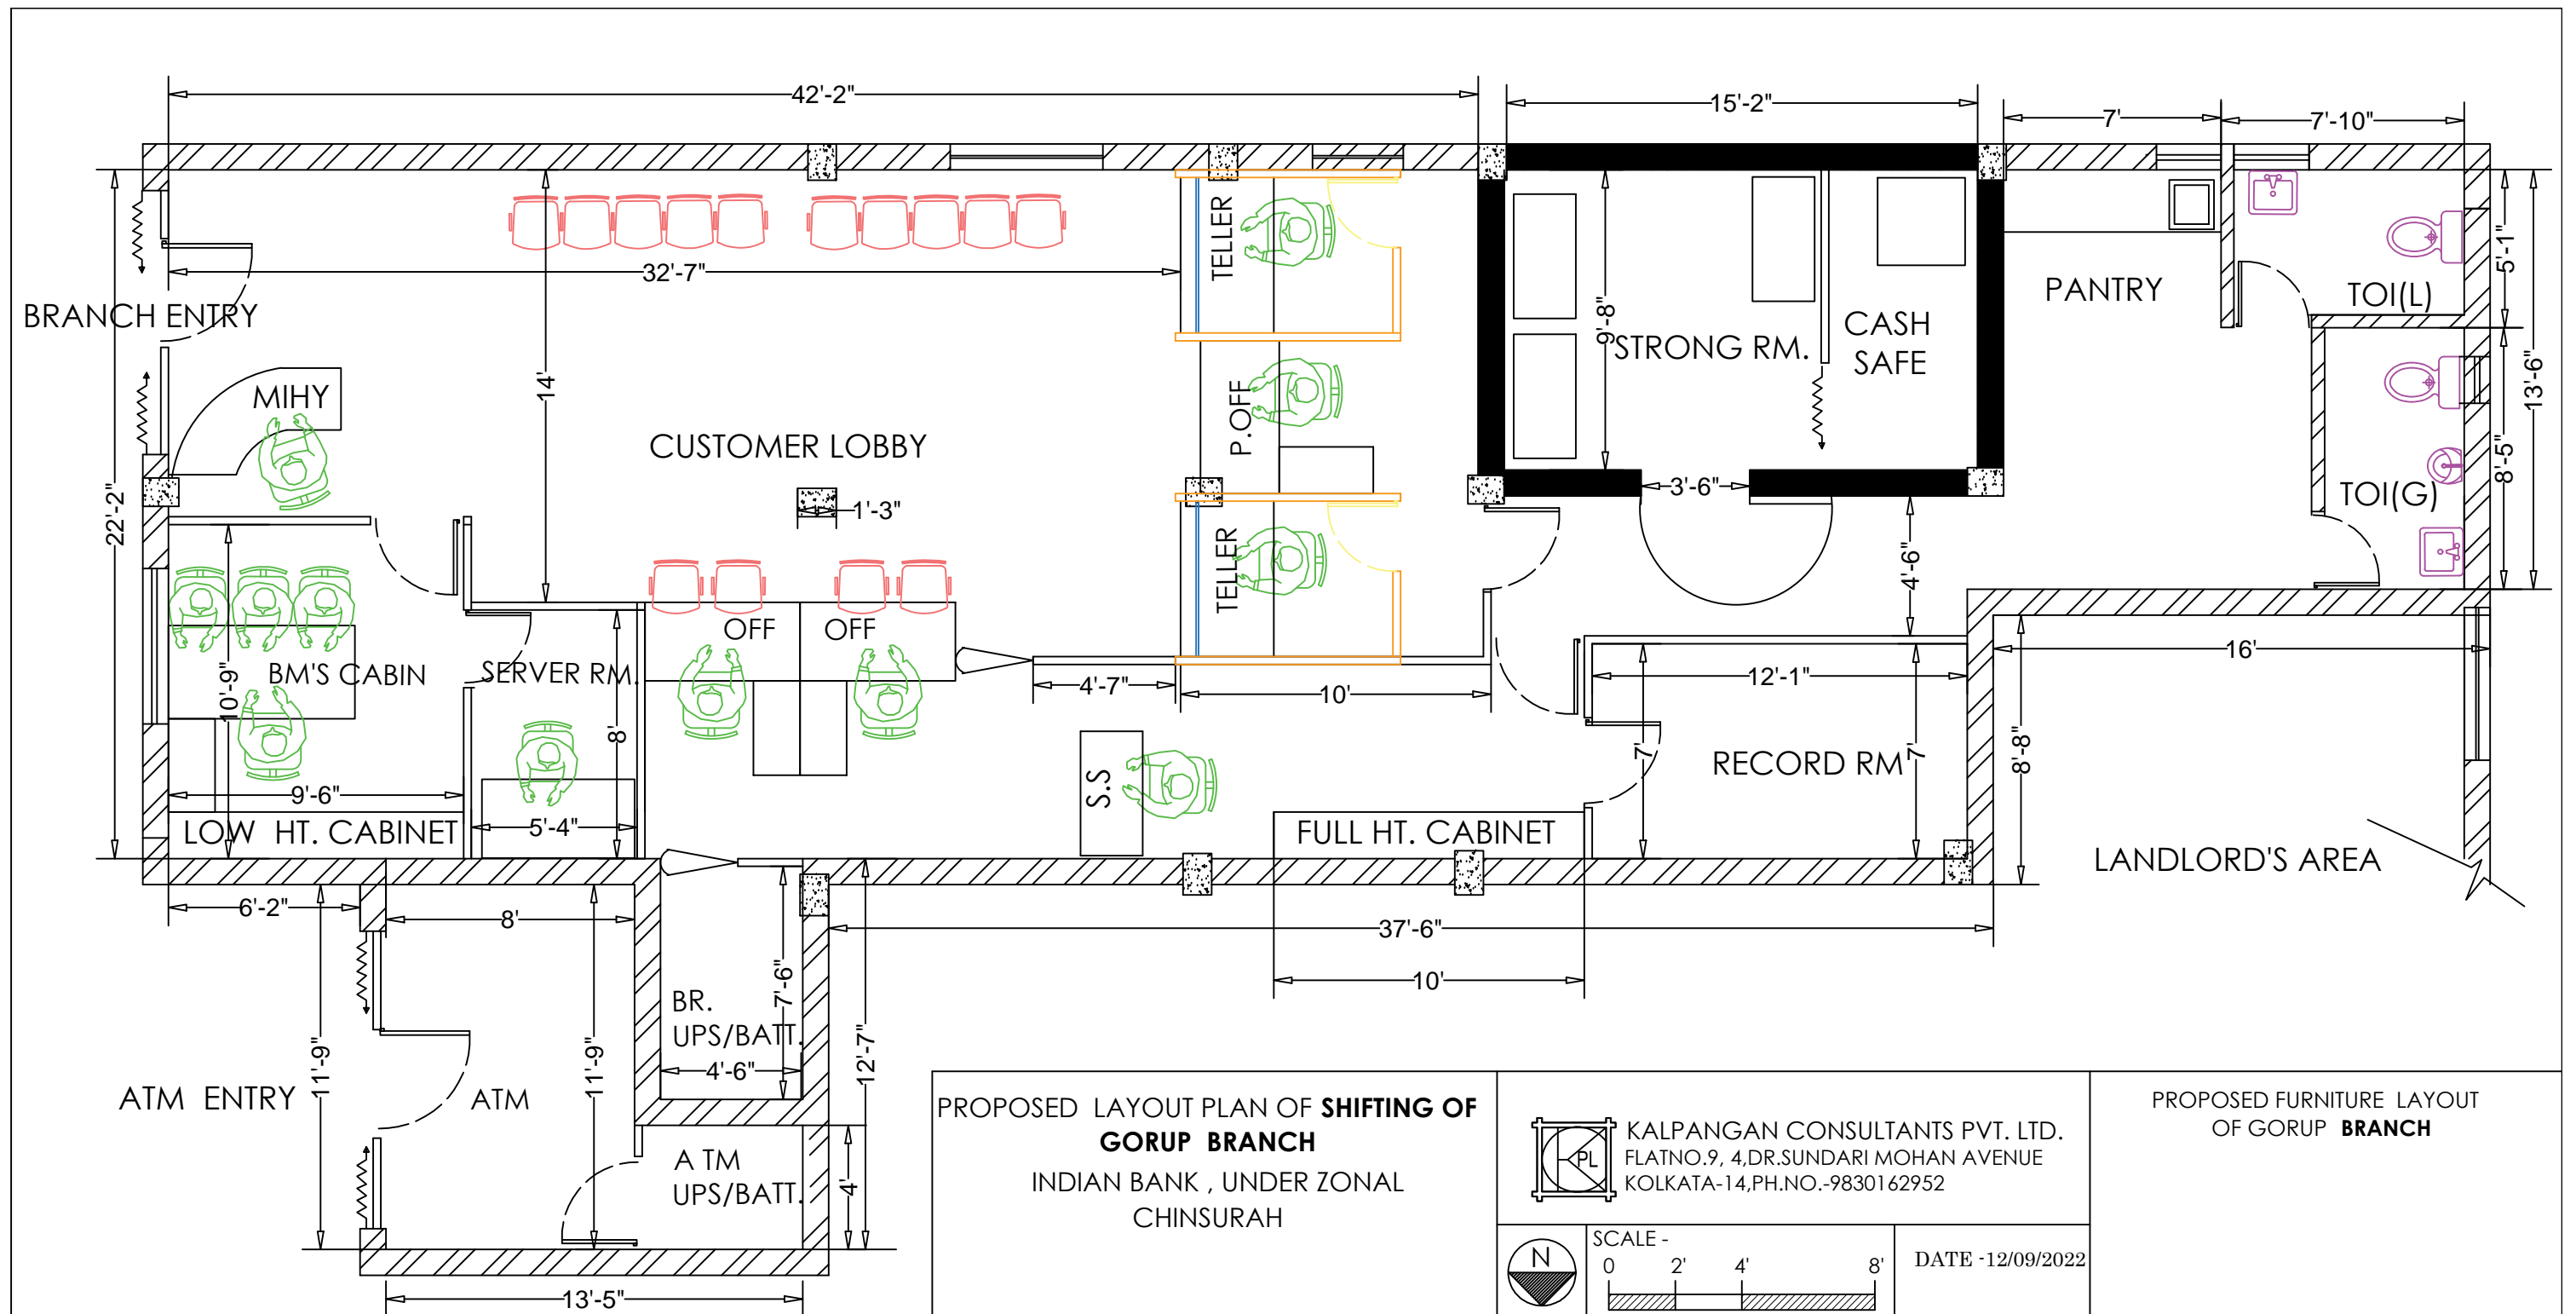 42'-2"
15'-2"
7'
7'-10"
32'-7"
14'
TELLER
BRANCH ENTRY
22'-2"
MIHY
CUSTOMER LOBBY
1'-3"
P.OFF
TELLER
9'-8"
STRONG RM.
CASH
SAFE
3'-6"
4'-6"
PANTRY
TOI(L)
5'-1"
13'-6"
8'-5"
TOI(G)
10'-9"
BM'S CABIN
SERVER RM.
8'
OFF
OFF
4'-7"
10'
12'-1"
16'
9'-6"
LOW HT. CABINET
5'-4"
S.S
FULL HT. CABINET
7'
RECORD RM
7'
8'-8"
LANDLORD'S AREA
6'-2"
8'
37'-6"
10'
7'-6"
BR.
UPS/BATT.
4'-6"
12'-7"
ATM ENTRY
11'-9"
ATM
11'-9"
A TM
UPS/BATT.
4'
13'-5"
PROPOSED LAYOUT PLAN OF SHIFTING OF
GORUP BRANCH
INDIAN BANK , UNDER ZONAL
CHINSURAH
PL
KALPANGAN CONSULTANTS PVT. LTD.
FLATNO.9, 4,DR.SUNDARI MOHAN AVENUE
KOLKATA-14,PH.NO.-9830162952
N
SCALE -
0 2' 4' 8'
DATE -12/09/2022
PROPOSED FURNITURE LAYOUT
OF GORUP BRANCH